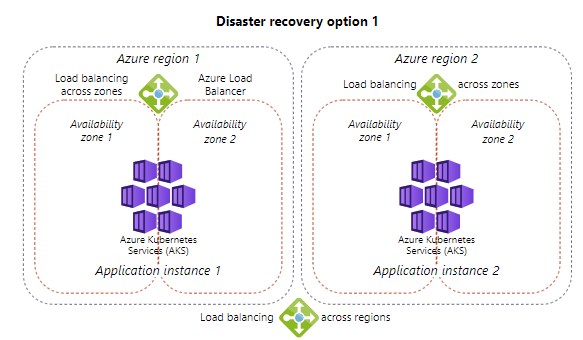 Disaster recovery option 1
Azure region 1
Load balancing
across zones
Azure Load
Balancer
Availability
zone 1
Availability
zone 2
Azure Kubernetes
Services (AKS)
Application instance 1
Azure region 2
Load balancing
across zones
Availability
zone 1
Availability
zone 2
Azure Kubernetes
Services (AKS)
Application instance 2
Load balancing
across regions